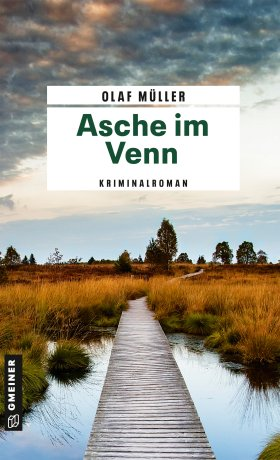 OLAF MÜLLER
Asche im
Venn
KRIMINALROMAN
GMEINER